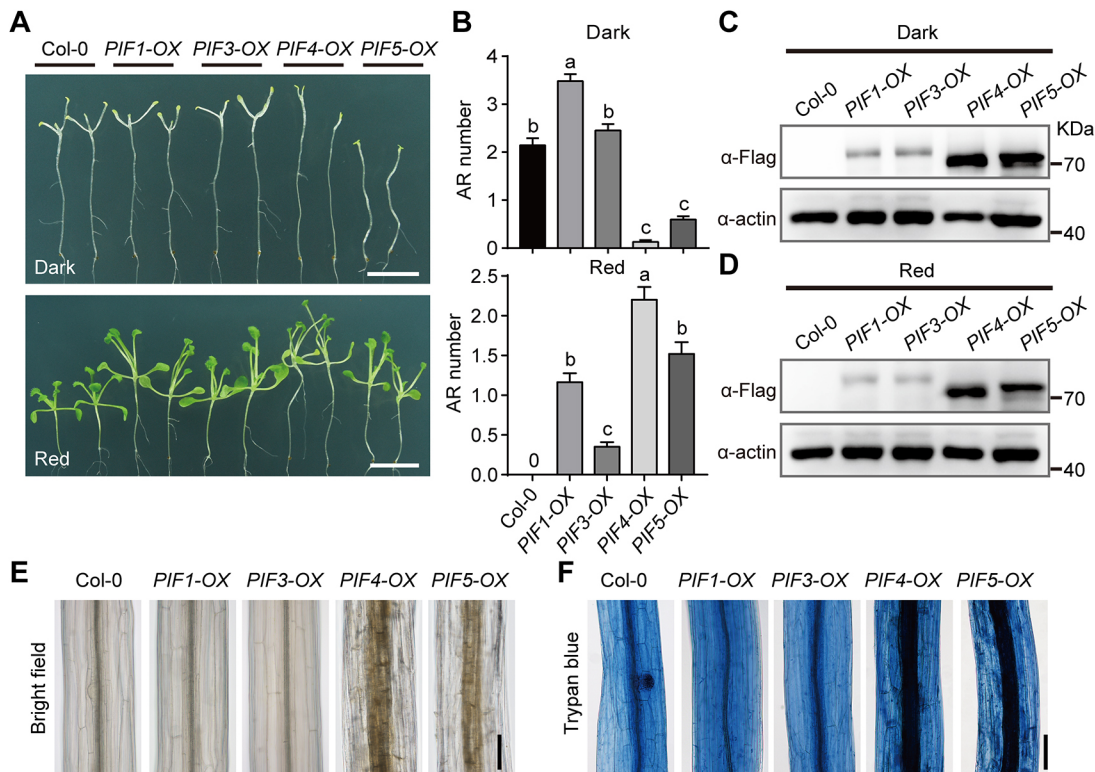 A
Col-0 PIF1-OX PIF3-OX PIF4-OX PIF5-OX
Dark
Red
B
Dark
AR number
4
3
2
1
0
b
a
b
c
c
Red
AR number
2.5
2.0
1.5
1.0
0.5
0.0
0
b
c
a
b
Col-0
PIF1-OX
PIF3-OX
PIF4-OX
PIF5-OX
C
Dark
Col-0
PIF1-OX
PIF3-OX
PIF4-OX
PIF5-OX
KDa
α-Flag
70
α-actin
40
D
Red
Col-0
PIF1-OX
PIF3-OX
PIF4-OX
PIF5-OX
α-Flag
70
α-actin
40
E
Col-0 PIF1-OX PIF3-OX PIF4-OX PIF5-OX
Bright field
F
Col-0 PIF1-OX PIF3-OX PIF4-OX PIF5-OX
Trypan blue